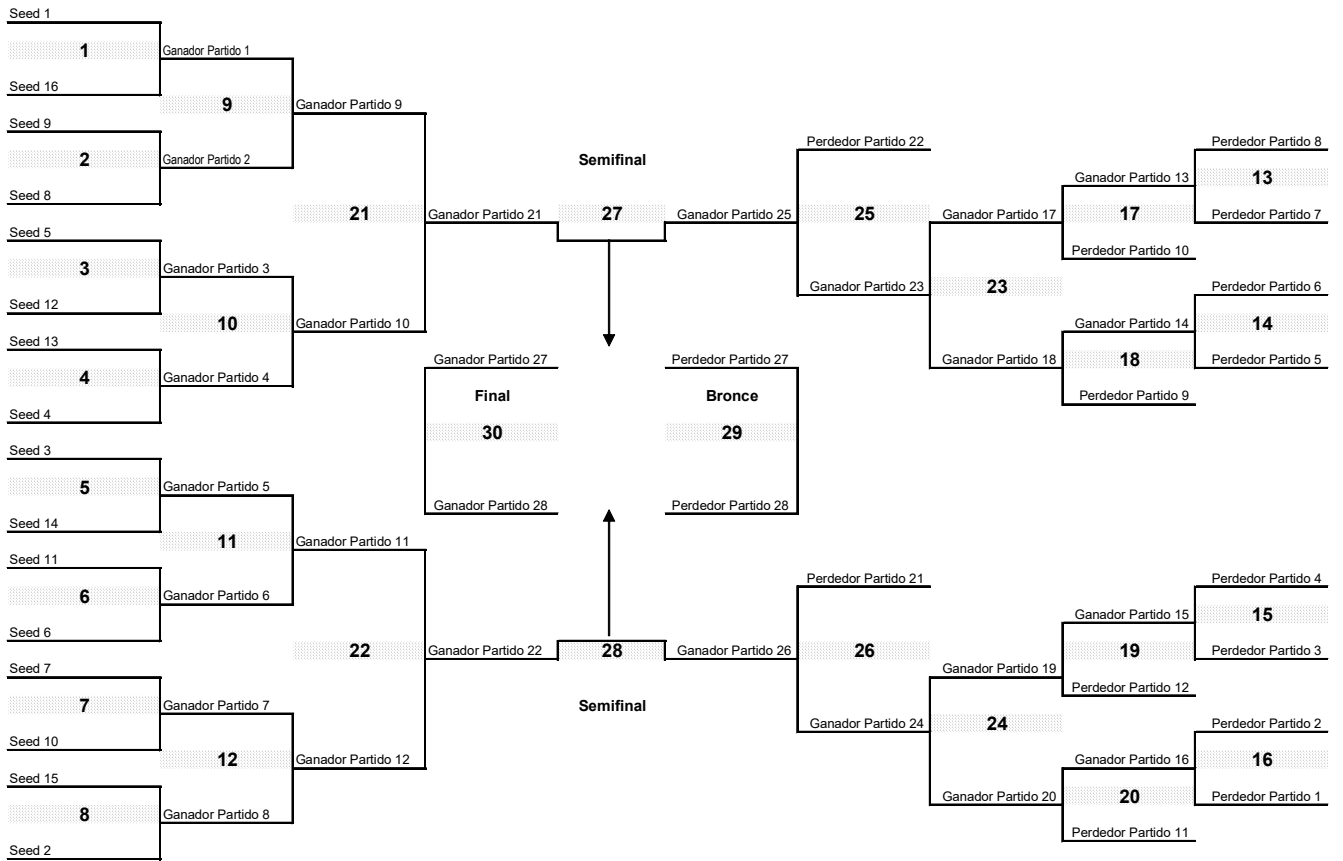 Seed 1
1
Ganador Partido 1
Seed 16
9
Ganador Partido 9
Seed 9
2
Ganador Partido 2
Seed 8
21
Ganador Partido 21
Seed 5
3
Ganador Partido 3
Seed 12
10
Ganador Partido 10
Seed 13
4
Ganador Partido 4
Seed 4
Seed 3
5
Ganador Partido 5
Seed 14
11
Ganador Partido 11
Seed 11
6
Ganador Partido 6
Seed 6
22
Ganador Partido 22
Seed 7
7
Ganador Partido 7
Seed 10
12
Ganador Partido 12
Seed 15
8
Ganador Partido 8
Seed 2
Semifinal
27
Ganador Partido 27
Final
30
Ganador Partido 28
Perdedor Partido 27
Bronce
29
Perdedor Partido 28
28
Semifinal
Perdedor Partido 22
Ganador Partido 25
25
Ganador Partido 23
Ganador Partido 17
23
Ganador Partido 18
Ganador Partido 13
17
Perdedor Partido 10
Perdedor Partido 8
13
Perdedor Partido 7
Ganador Partido 14
18
Perdedor Partido 9
Perdedor Partido 6
14
Perdedor Partido 5
Perdedor Partido 21
Ganador Partido 26
26
Ganador Partido 24
Ganador Partido 19
24
Ganador Partido 20
Ganador Partido 15
19
Perdedor Partido 12
Perdedor Partido 4
15
Perdedor Partido 3
Ganador Partido 16
20
Perdedor Partido 11
Perdedor Partido 2
16
Perdedor Partido 1